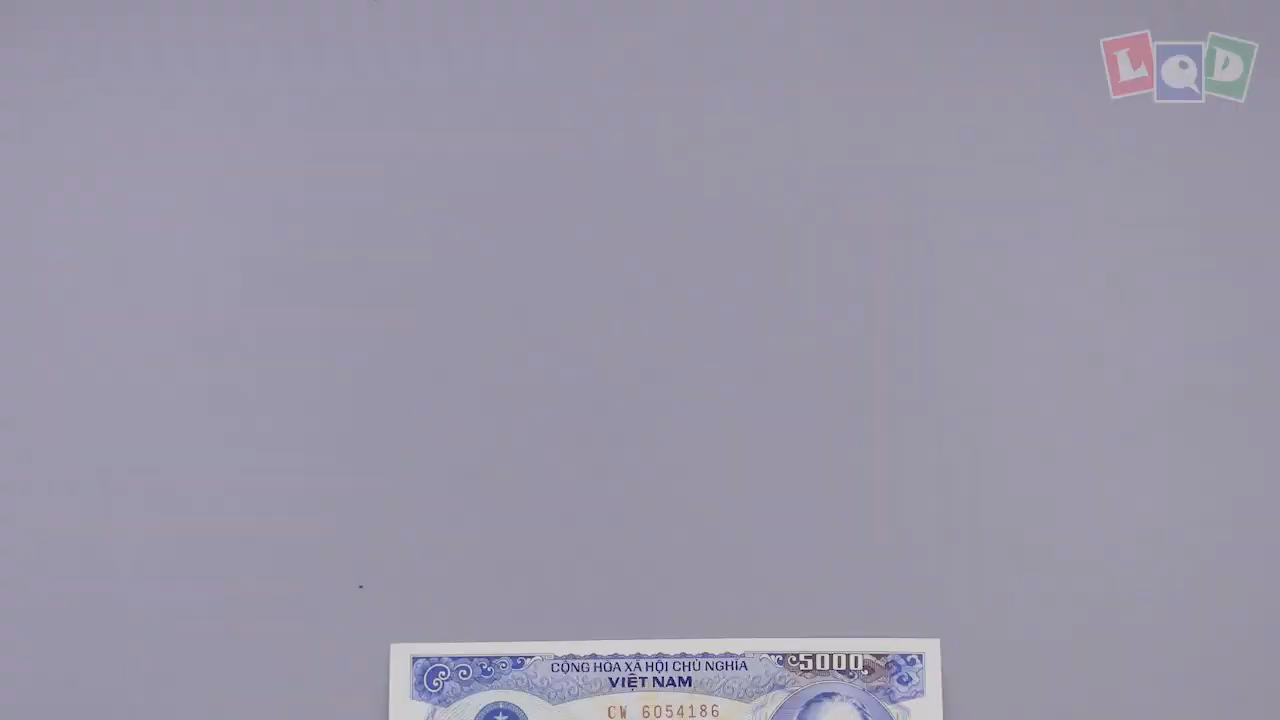 LQD
CỘNG HÒA XÃ HỘI CHỦ NGHĨA
5000
VIỆT NAM
CW 6054186